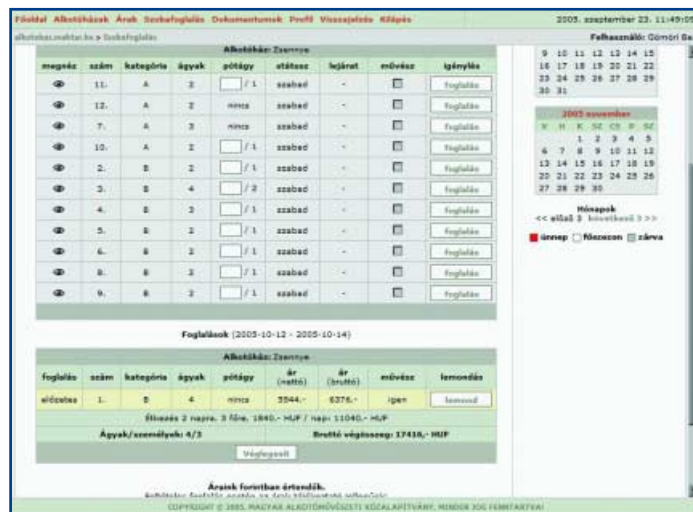 Főoldal Alkotóházak Árak Szobafoglalás Dokumentumok Profil Visszajelzés Kilépés
2005. szeptember 23. 11:49:05
> Szobafoglalás
Felhasználó: Gömöri
Alkotóház: Zsennye
megnéz szám kategória ágyak pótágy státusz lejárat művész igénylés
11. A 2 / 1 szabad - foglalás
12. A 2 nincs szabad - foglalás
7. A 3 nincs szabad - foglalás
10. A 2 / 1 szabad - foglalás
2. B 2 / 1 szabad - foglalás
3. B 4 / 2 szabad - foglalás
4. B 3 / 1 szabad - foglalás
5. B 2 / 1 szabad - foglalás
6. B 2 / 1 szabad - foglalás
8. B 2 / 1 szabad - foglalás
9. B 2 / 1 szabad - foglalás
Foglalások (2005-10-12 - 2005-10-14)
Alkotóház: Zsennye
foglalás szám kategória ágyak pótágy ár (nettó) ár (bruttó) művész lemondás
előzetes 1. B 4 nincs 5544,- 6376,- igen lemond
Étkezés 2 napra, 3 főre, 1840,- HUF / nap: 11040,- HUF
Ágyak/személyek: 4/3 Bruttó végösszeg: 17416,- HUF
Véglegesít
Áraink forintban értendők.
9 10 11 12 13 14 15
16 17 18 19 20 21 22
23 24 25 26 27 28 29
30 31
2005 november
V H K SZ CS P SZ
1 2 3 4 5
6 7 8 9 10 11 12
13 14 15 16 17 18 19
20 21 22 23 24 25 26
27 28 29 30
Hónapok
<< előző 3 következő 3 >>
ünnep főszezon zárva
COPYRIGHT © 2005. MAGYAR ALKOTÓMŰVÉSZETI KÖZALAPÍTVÁNY, MINDEN JOG FENNTARTVA!